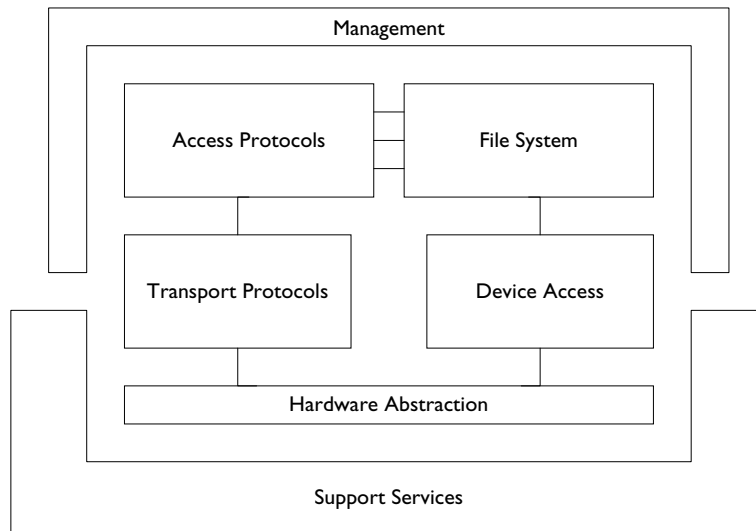 Management
Access Protocols
File System
Transport Protocols
Device Access
Hardware Abstraction
Support Services